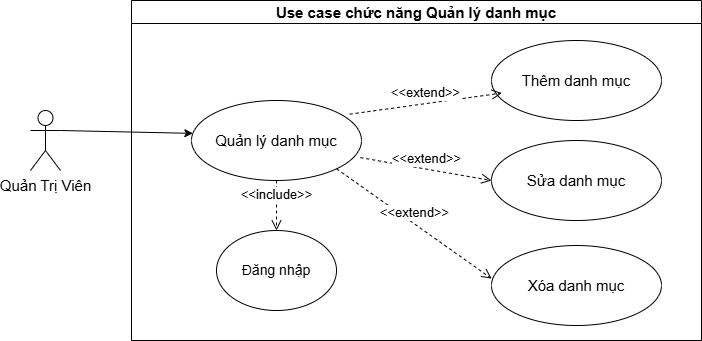 Use case chức năng Quản lý danh mục
Thêm danh mục
<<extend>>
Quản lý danh mục
<<extend>>
Sửa danh mục
Quản Trị Viên
<<include>>
<<extend>>
Đăng nhập
Xóa danh mục